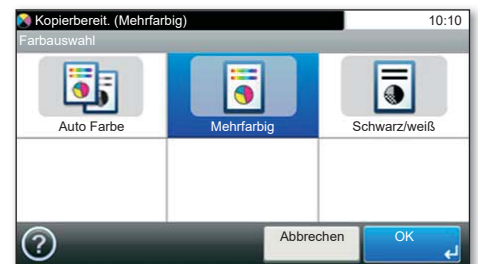 Kopierbereit. (Mehrfarbig) 10:10
Farbauswahl
Auto Farbe Mehrfarbig Schwarz/weiß
? Abbrechen OK